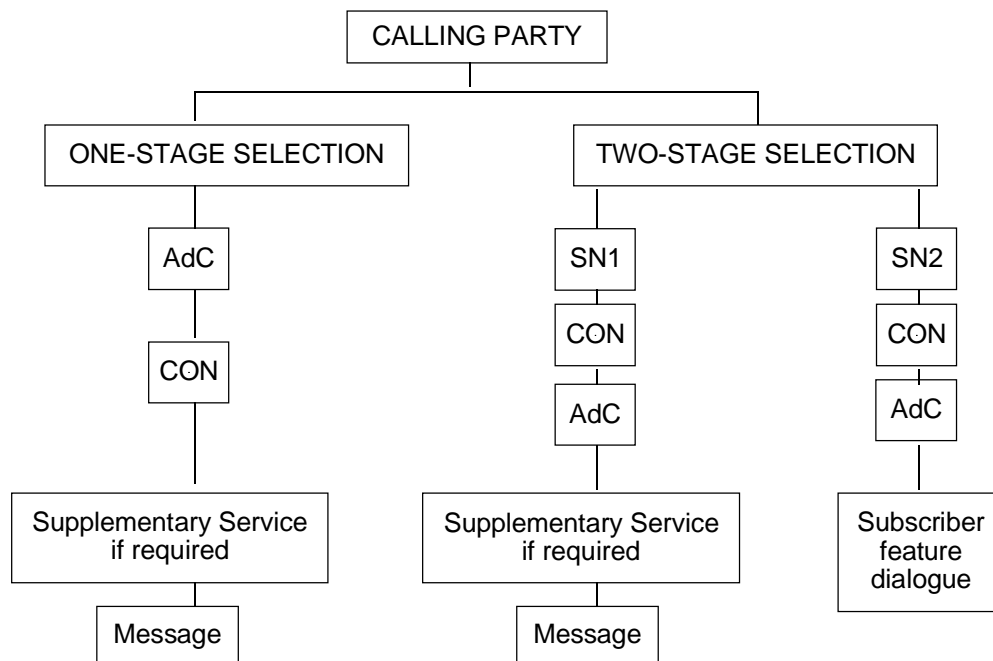 CALLING PARTY
ONE-STAGE SELECTION
TWO-STAGE SELECTION
AdC
SN1
SN2
CON
CON
CON
AdC
AdC
Supplementary Service
if required
Supplementary Service
if required
Subscriber
feature
dialogue
Message
Message